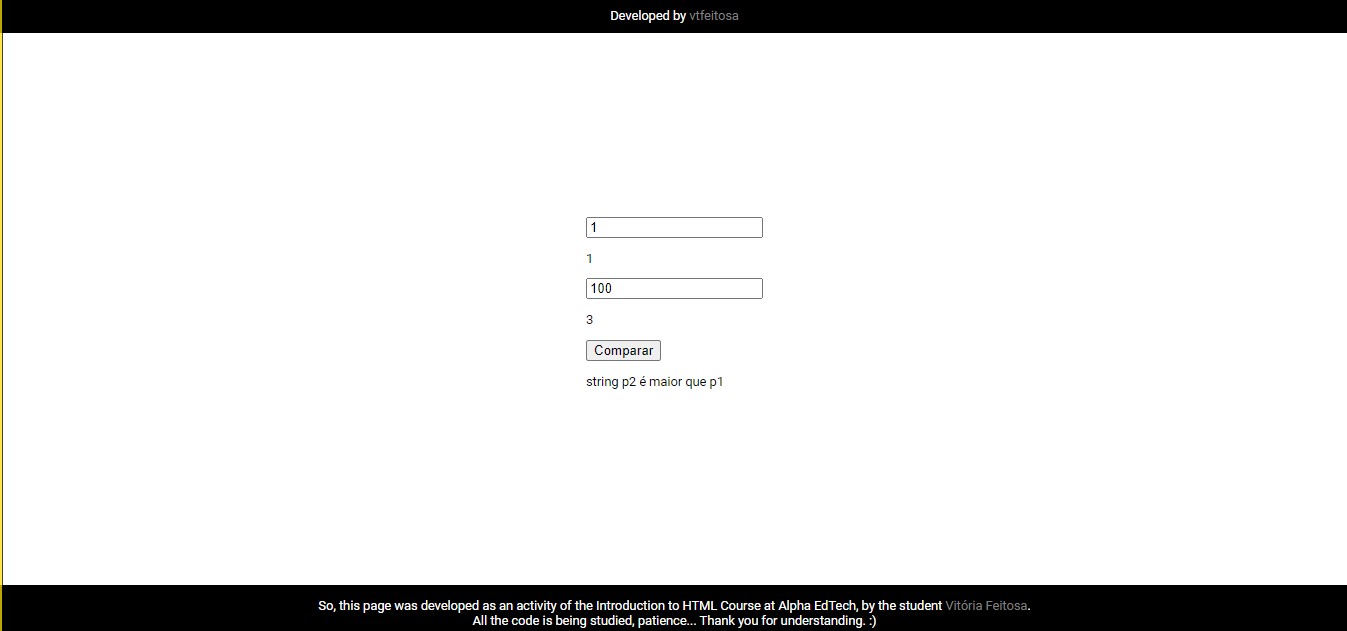 Developed by vtfeitosa
1
1
100
3
Comparar
string p2 é maior que p1
So, this page was developed as an activity of the Introduction to HTML Course at Alpha EdTech, by the student Vitória Feitosa.
All the code is being studied, patience... Thank you for understanding. :)